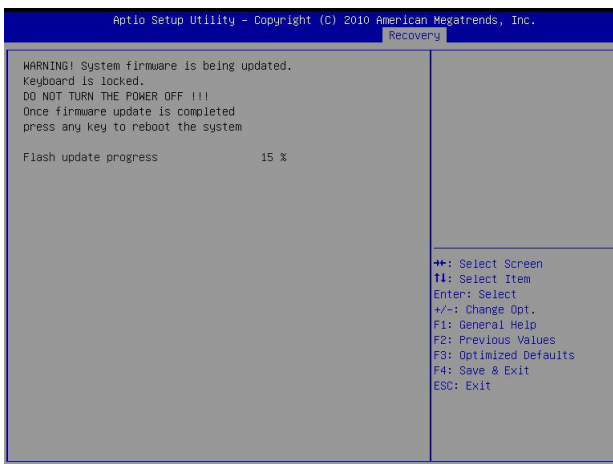 Aptio Setup Utility – Copyright (C) 2010 American Megatrends, Inc.
Recovery
WARNING! System firmware is being updated.
Keyboard is locked.
DO NOT TURN THE POWER OFF !!!
Once firmware update is completed
press any key to reboot the system
Flash update progress 15 %
→←: Select Screen
↑↓: Select Item
Enter: Select
+/-: Change Opt.
F1: General Help
F2: Previous Values
F3: Optimized Defaults
F4: Save & Exit
ESC: Exit